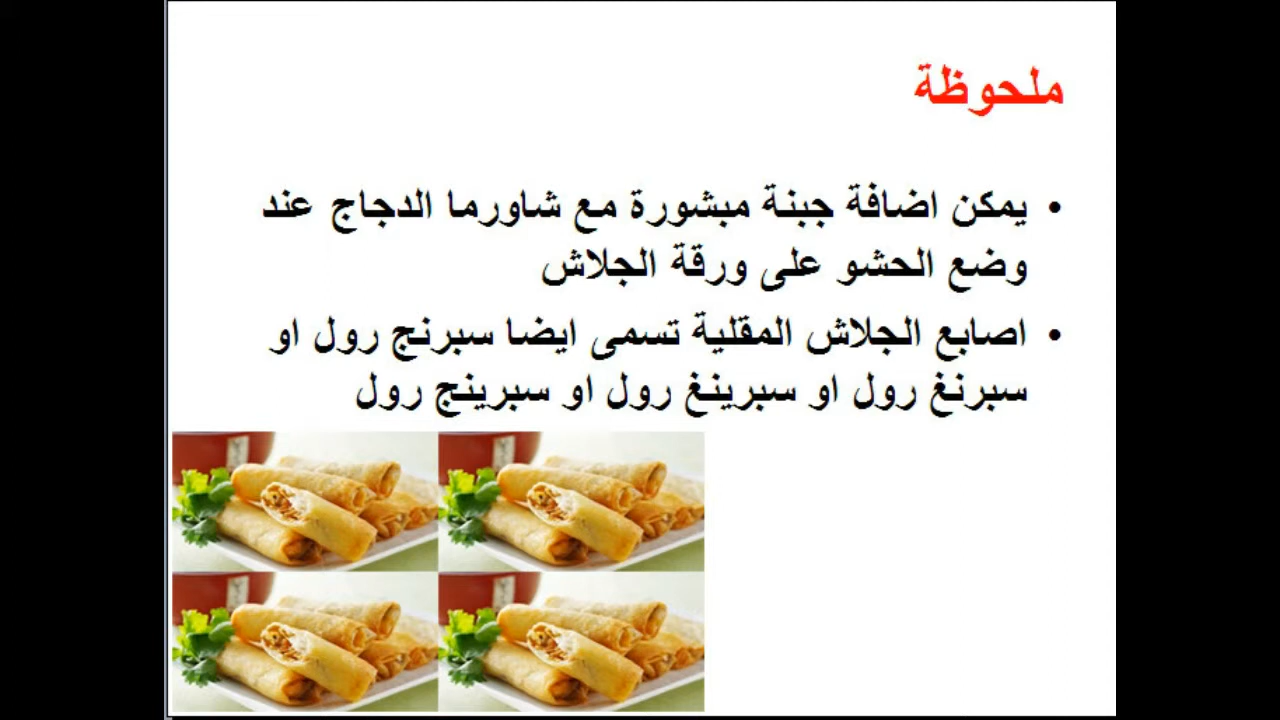 ملحوظة
• يمكن اضافة جبنة مبشورة مع شاورما الدجاج عند
وضع الحشو على ورقة الجلاش
• اصابع الجلاش المقلية تسمى ايضا سبرنج رول او
سبرنغ رول او سبرينغ رول او سبرينج رول